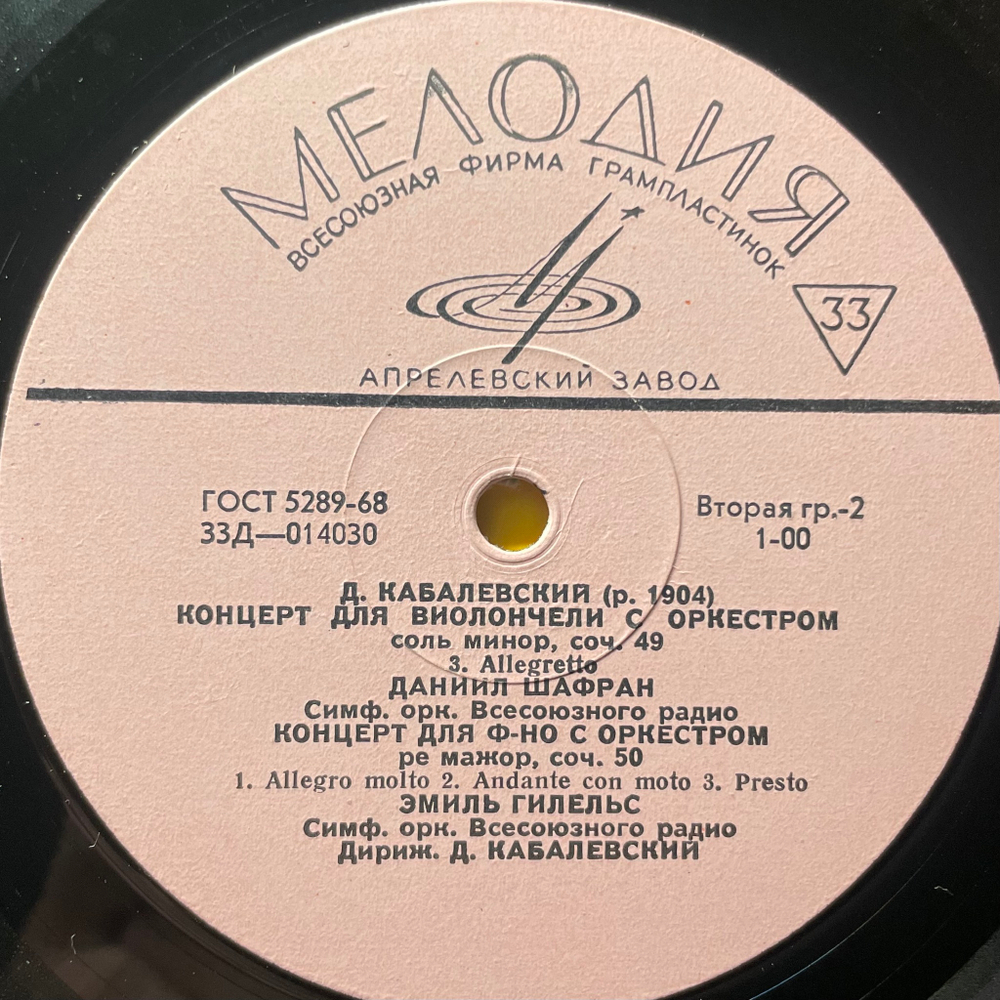 МЕЛОДИЯ
ВСЕСОЮЗНАЯ ФИРМА ГРАМПЛАСТИНОК
33
АПРЕЛЕВСКИЙ ЗАВОД
ГОСТ 5289-68
33Д—014030
Вторая гр.-2
1-00
Д. КАБАЛЕВСКИЙ (р. 1904)
КОНЦЕРТ ДЛЯ ВИОЛОНЧЕЛИ С ОРКЕСТРОМ
соль минор, соч. 49
3. Allegretto
ДАНИИЛ ШАФРАН
Симф. орк. Всесоюзного радио
КОНЦЕРТ ДЛЯ Ф-НО С ОРКЕСТРОМ
ре мажор, соч. 50
1. Allegro molto 2. Andante con moto 3. Presto
ЭМИЛЬ ГИЛЕЛЬС
Симф. орк. Всесоюзного радио
Дириж. Д. КАБАЛЕВСКИЙ